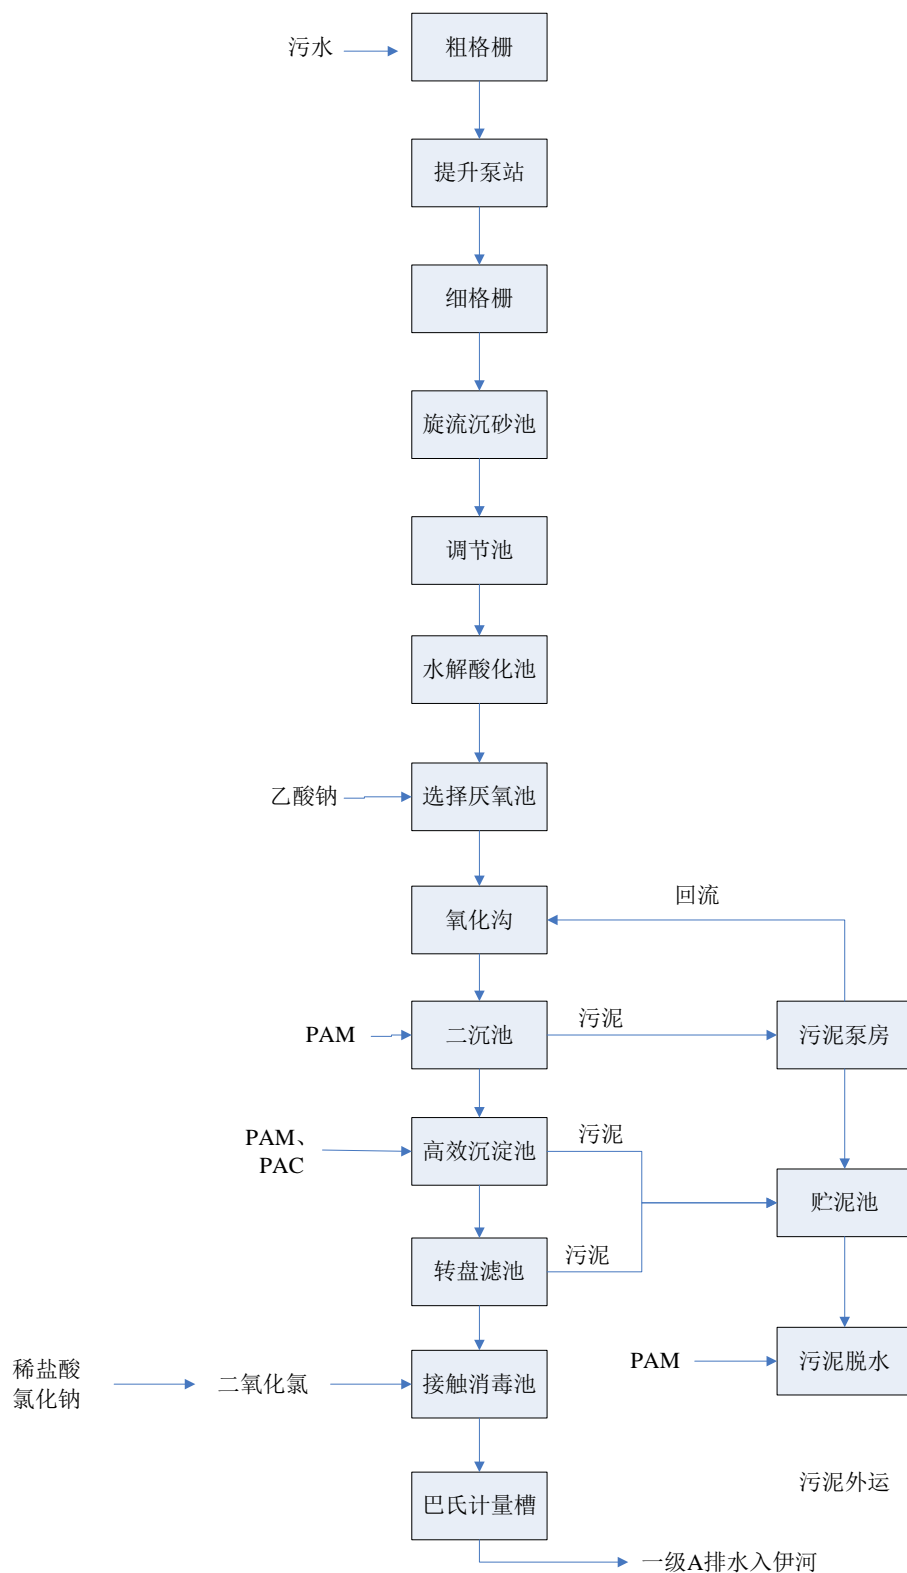 污水
粗格栅
提升泵站
细格栅
旋流沉砂池
调节池
水解酸化池
乙酸钠
选择厌氧池
氧化沟
回流
PAM
二沉池
污泥
污泥泵房
PAM、
PAC
高效沉淀池
污泥
贮泥池
转盘滤池
污泥
稀盐酸
氯化钠
二氧化氯
接触消毒池
PAM
污泥脱水
污泥外运
巴氏计量槽
一级A排水入伊河